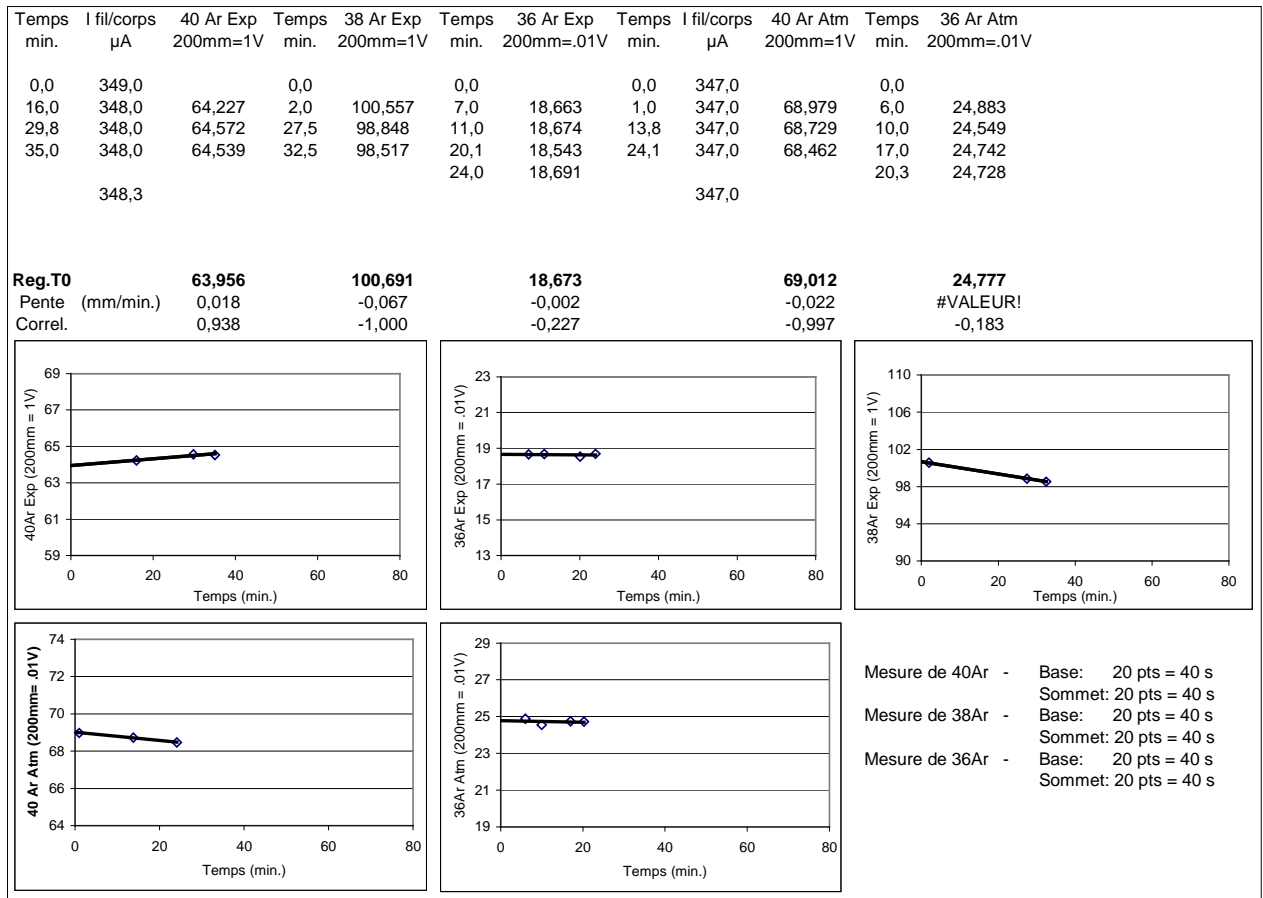 Temps I fil/corps 40 Ar Exp Temps 38 Ar Exp Temps 36 Ar Exp Temps I fil/corps 40 Ar Atm Temps 36 Ar Atm
min. µA 200mm=1V min. 200mm=1V min. 200mm=.01V min. µA 200mm=1V min. 200mm=.01V
0,0 349,0 0,0 0,0 0,0 347,0 0,0
16,0 348,0 64,227 2,0 100,557 7,0 18,663 1,0 347,0 68,979 6,0 24,883
29,8 348,0 64,572 27,5 98,848 11,0 18,674 13,8 347,0 68,729 10,0 24,549
35,0 348,0 64,539 32,5 98,517 20,1 18,543 24,1 347,0 68,462 17,0 24,742
24,0 18,691 20,3 24,728
348,3 347,0
Reg.T0 63,956 100,691 18,673 69,012 24,777
Pente (mm/min.) 0,018 -0,067 -0,002 -0,022 #VALEUR!
Correl. 0,938 -1,000 -0,227 -0,997 -0,183
40Ar Exp (200mm = 1V)
69
67
65
63
61
59
0 20 40 60 80
Temps (min.)
36Ar Exp (200mm = .01V)
23
21
19
17
15
13
0 20 40 60 80
Temps (min.)
38Ar Exp (200mm = 1V)
110
106
102
98
94
90
0 20 40 60 80
Temps (min.)
40 Ar Atm (200mm= .01V)
74
72
70
68
66
64
0 20 40 60 80
Temps (min.)
36Ar Atm (200mm = .01V)
29
27
25
23
21
19
0 20 40 60 80
Temps (min.)
Mesure de 40Ar - Base: 20 pts = 40 s
Sommet: 20 pts = 40 s
Mesure de 38Ar - Base: 20 pts = 40 s
Sommet: 20 pts = 40 s
Mesure de 36Ar - Base: 20 pts = 40 s
Sommet: 20 pts = 40 s